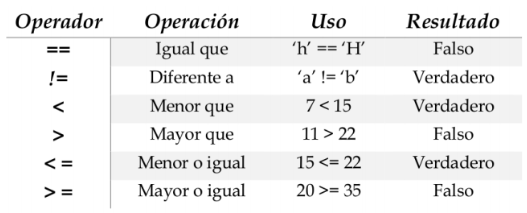 Operador Operación Uso Resultado
== Igual que ‘h’ == ‘H’ Falso
!= Diferente a ‘a’ != ‘b’ Verdadero
< Menor que 7 < 15 Verdadero
> Mayor que 11 > 22 Falso
< = Menor o igual 15 <= 22 Verdadero
> = Mayor o igual 20 >= 35 Falso